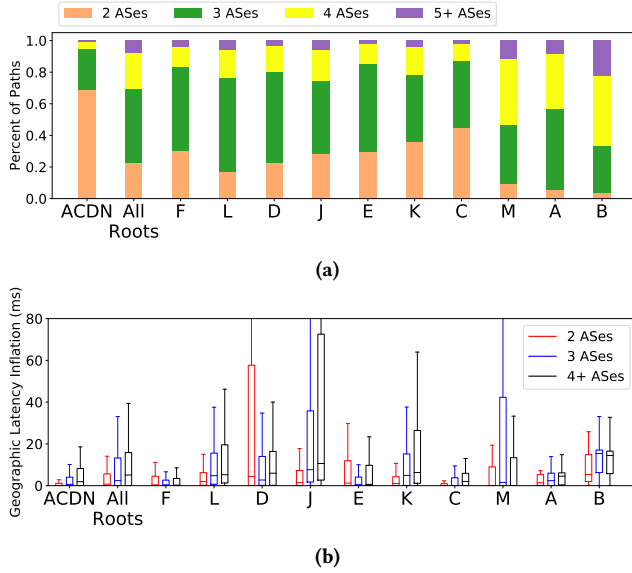 2 ASes 3 ASes 4 ASes 5+ ASes
Percent of Paths
1.0
0.8
0.6
0.4
0.2
0.0
ACDN All Roots F L D J E K C M A B
(a)
Geographic Latency Inflation (ms)
80
60
40
20
0
2 ASes
3 ASes
4+ ASes
ACDN All Roots F L D J E K C M A B
(b)